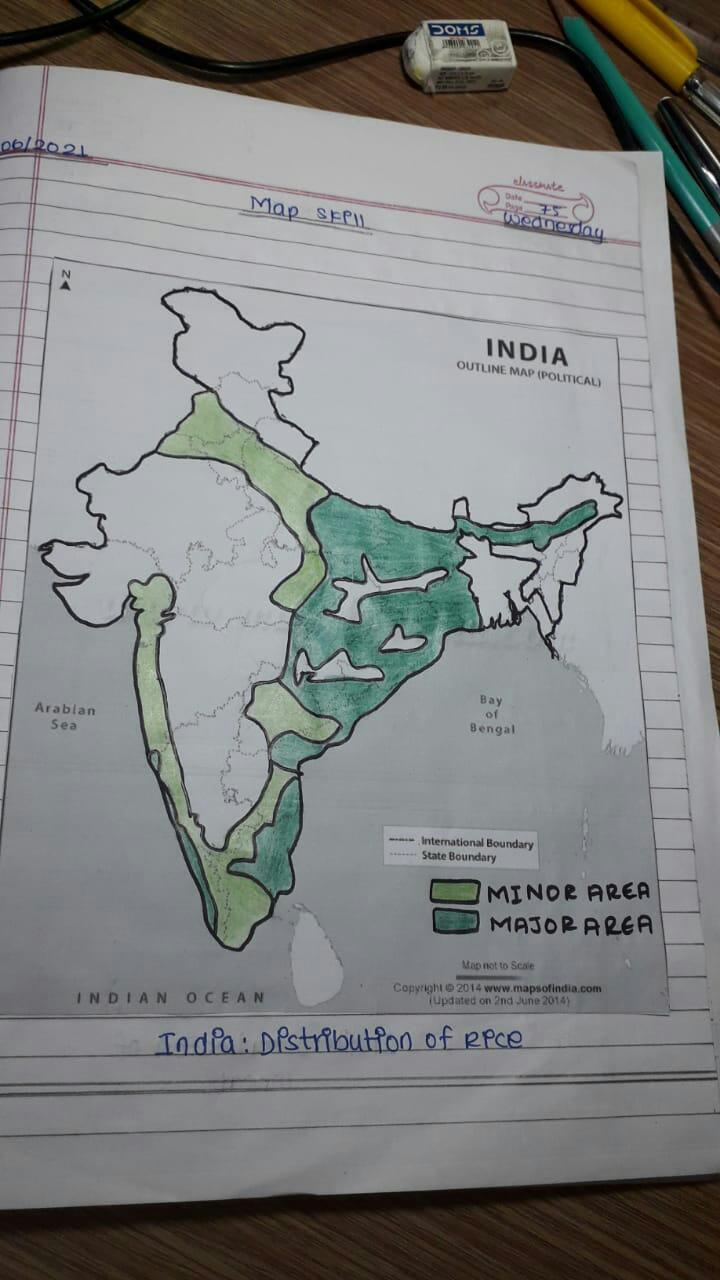 DOMS
06/2021
classmate
Date
Page 75
Wednesday
Map Skill
N
INDIA
OUTLINE MAP (POLITICAL)
Arabian
Sea
Bay
of
Bengal
International Boundary
State Boundary
MINOR AREA
MAJOR AREA
Map not to Scale
Copyright © 2014 www.mapsofindia.com
(Updated on 2nd June 2014)
INDIAN OCEAN
India: Distribution of Rice